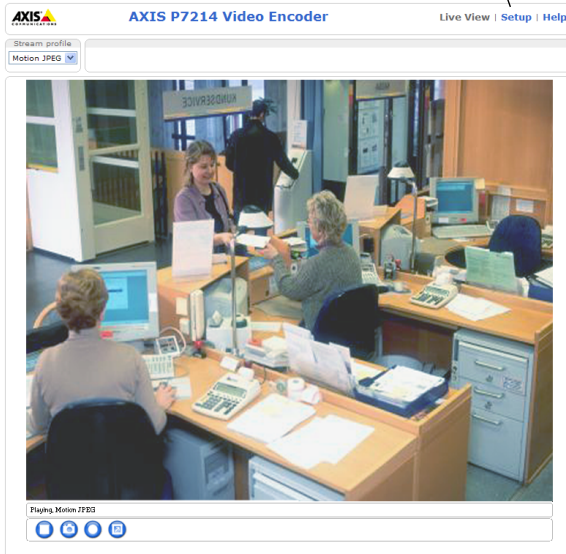 AXIS
COMMUNICATIONS
AXIS P7214 Video Encoder
Live View | Setup | Help
Stream profile
Motion JPEG
KUNDSERVICE
Playing, Motion JPEG